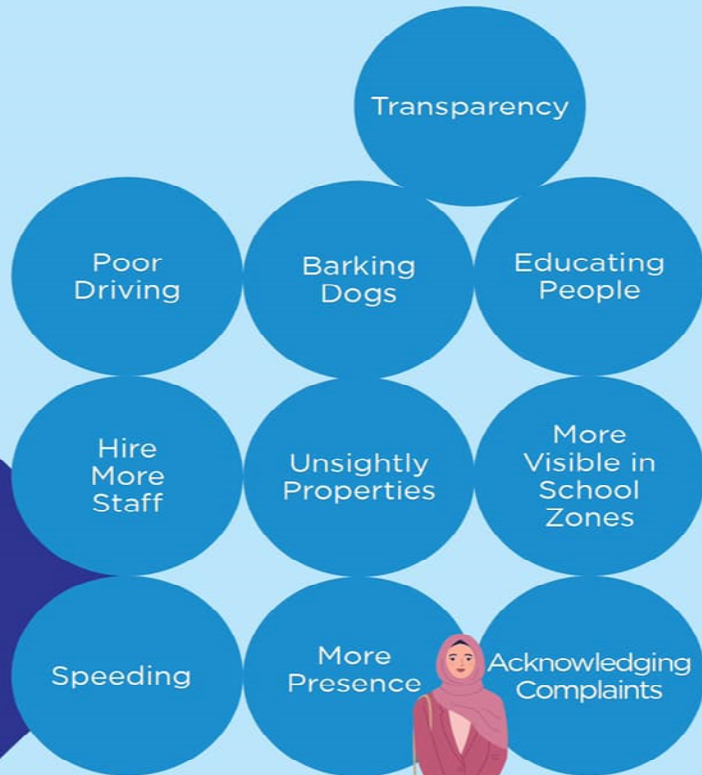 Transparency
Poor
Driving
Barking
Dogs
Educating
People
Hire
More
Staff
Unsightly
Properties
More
Visible in
School
Zones
Speeding
More
Presence
Acknowledging
Complaints